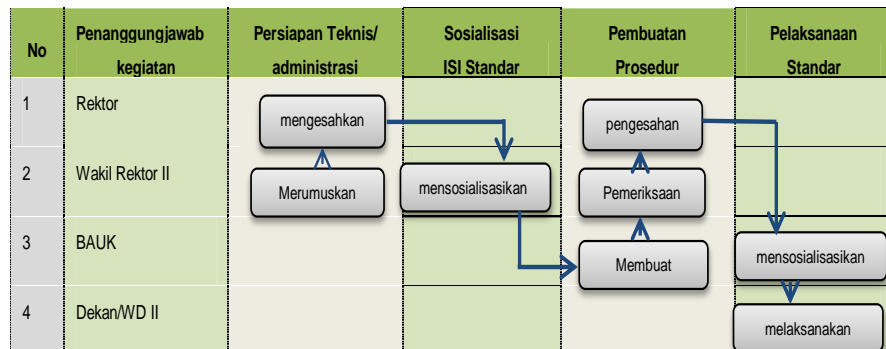 No
Penanggungjawab
kegiatan
Persiapan Teknis/
administrasi
Sosialisasi
ISI Standar
Pembuatan
Prosedur
Pelaksanaan
Standar
1
Rektor
mengesahkan
pengesahan
2
Wakil Rektor II
Merumuskan
mensosialisasikan
Pemeriksaan
3
BAUK
Membuat
mensosialisasikan
4
Dekan/WD II
melaksanakan